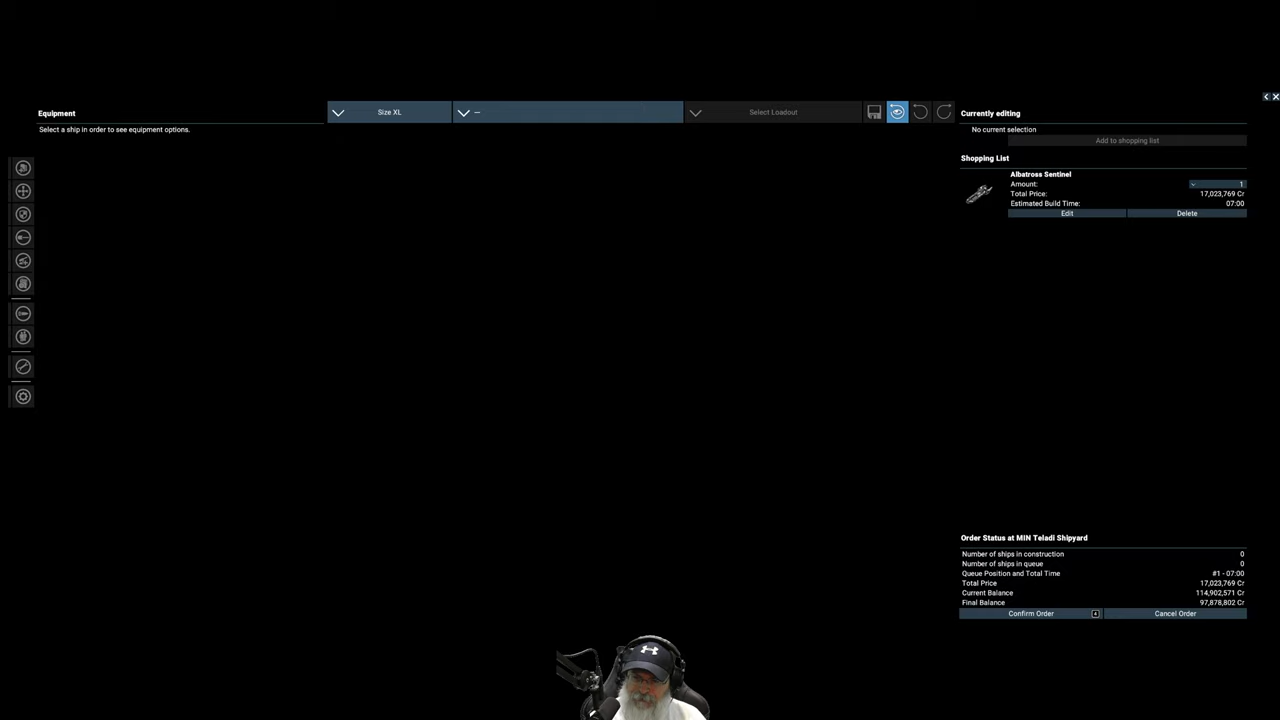 Equipment
Select a ship in order to see equipment options.
Size XL
—
Select Loadout
Currently editing
No current selection
Add to shopping list
Shopping List
Albatross Sentinel
Amount: 1
Total Price: 17,023,769 Cr
Estimated Build Time: 07:00
Edit Delete
Order Status at MIN Teladi Shipyard
Number of ships in construction 0
Number of ships in queue 0
Queue Position and Total Time #1 - 07:00
Total Price 17,023,769 Cr
Current Balance 114,902,571 Cr
Final Balance 97,878,802 Cr
Confirm Order Cancel Order